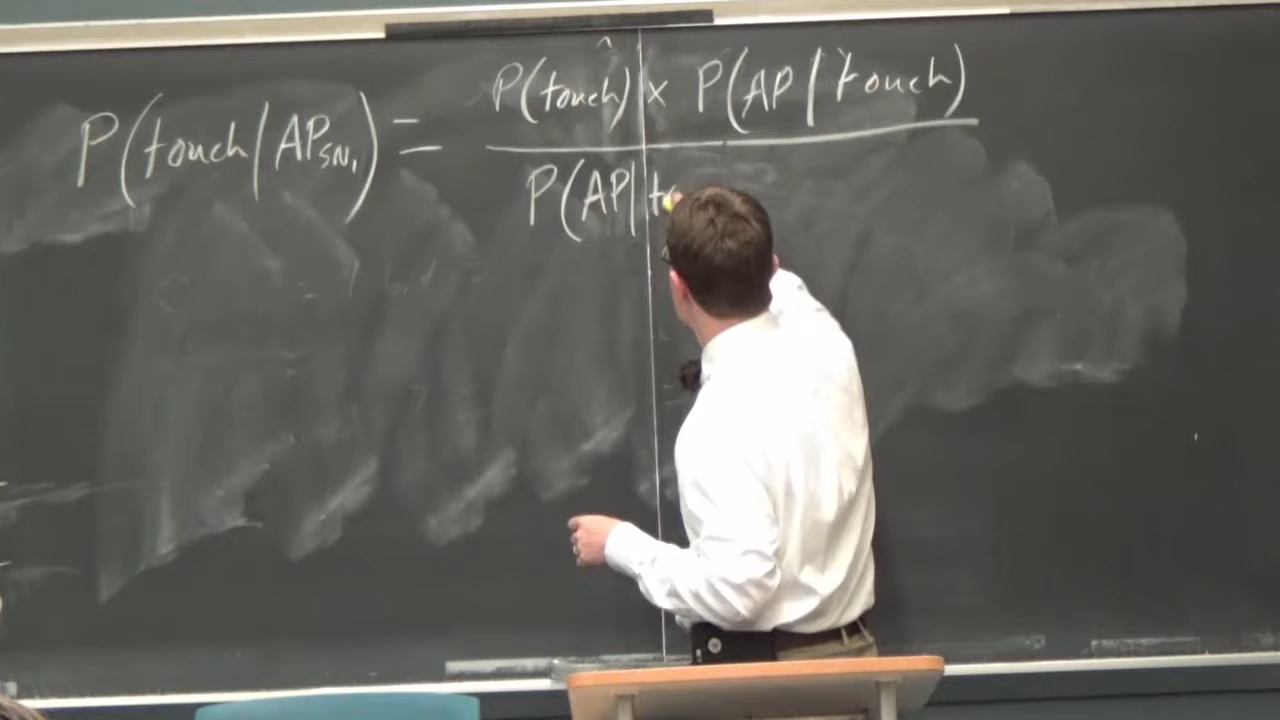 P(touch|AP_SN₁) =
P(touch) x P(AP|touch)
P(AP|to